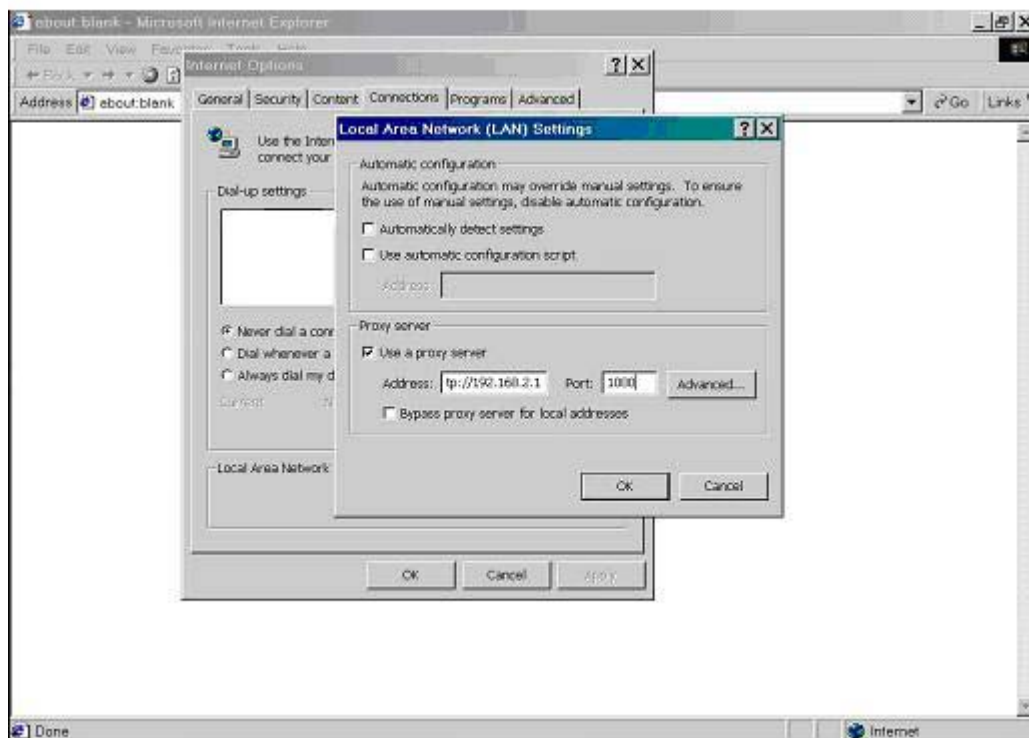 about:blank - Microsoft Internet Explorer
File Edit View Favorites Tools Help
Back
Address about:blank Go Links
Internet Options
General Security Content Connections Programs Advanced
Use the Inter
connect your
Dial-up settings
Never dial a conn
Dial whenever a
Always dial my d
Current
Local Area Network
OK Cancel Apply
Local Area Network (LAN) Settings
Automatic configuration
Automatic configuration may override manual settings. To ensure
the use of manual settings, disable automatic configuration.
Automatically detect settings
Use automatic configuration script
Address
Proxy server
Use a proxy server
Address: tp://192.168.2.1 Port: 1000 Advanced...
Bypass proxy server for local addresses
OK Cancel
Done Internet